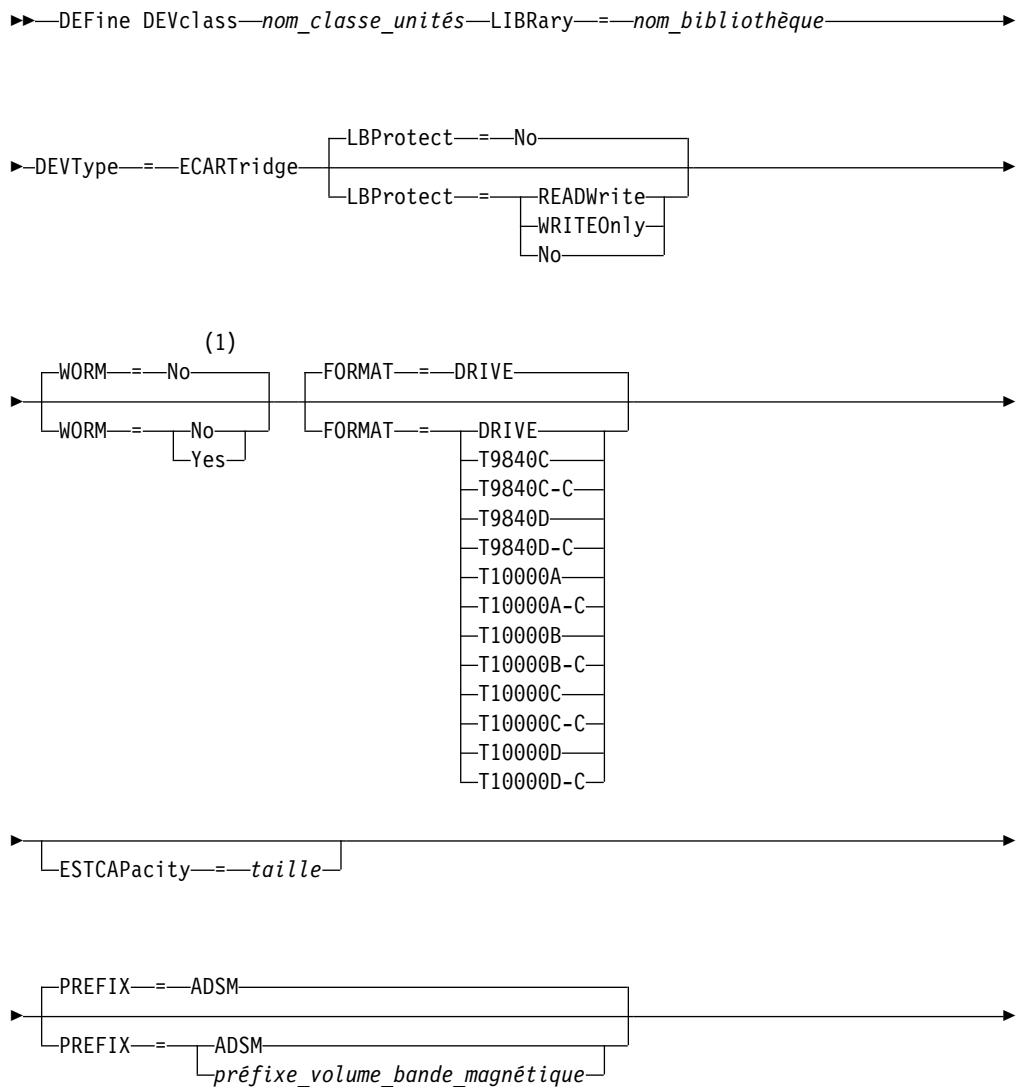 DEFine DEVclass nom_classe_unités LIBRary = nom_bibliothèque
LBProtect = No
DEVType = ECARTridge
LBProtect = READWrite
WRITEOnly
No
(1)
WORM = No FORMAT = DRIVE
WORM = No FORMAT = DRIVE
Yes T9840C
T9840C-C
T9840D
T9840D-C
T10000A
T10000A-C
T10000B
T10000B-C
T10000C
T10000C-C
T10000D
T10000D-C
ESTCAPacity = taille
PREFIX = ADSM
PREFIX = ADSM
préfixe_volume_bande_magnétique